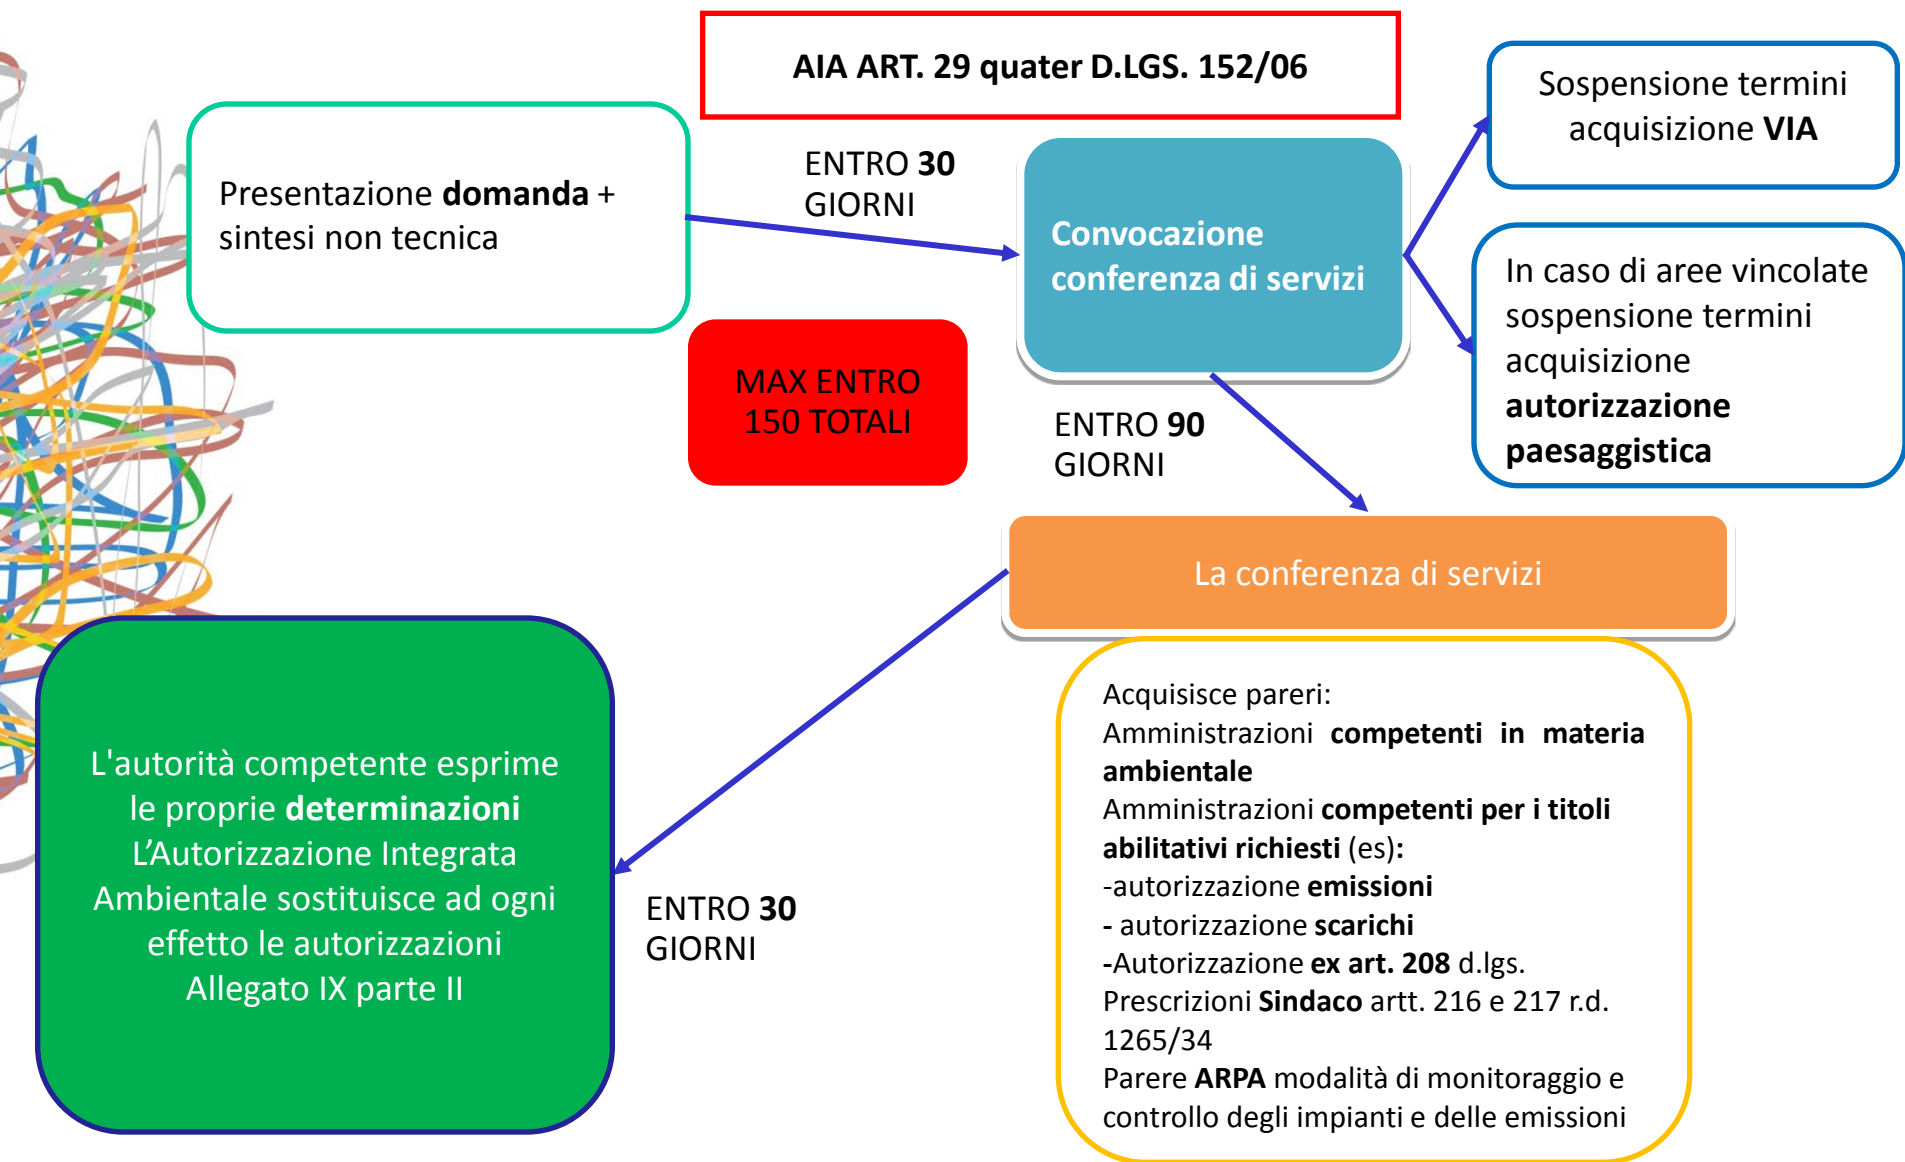 AIA ART. 29 quater D.LGS. 152/06
Presentazione domanda +
sintesi non tecnica
ENTRO 30
GIORNI
Convocazione
conferenza di servizi
Sospensione termini
acquisizione VIA
In caso di aree vincolate
sospensione termini
acquisizione
autorizzazione
paesaggistica
MAX ENTRO
150 TOTALI
ENTRO 90
GIORNI
La conferenza di servizi
Acquisisce pareri:
Amministrazioni competenti in materia
ambientale
Amministrazioni competenti per i titoli
abilitativi richiesti (es):
-autorizzazione emissioni
- autorizzazione scarichi
-Autorizzazione ex art. 208 d.lgs.
Prescrizioni Sindaco artt. 216 e 217 r.d.
1265/34
Parere ARPA modalità di monitoraggio e
controllo degli impianti e delle emissioni
ENTRO 30
GIORNI
L'autorità competente esprime
le proprie determinazioni
L’Autorizzazione Integrata
Ambientale sostituisce ad ogni
effetto le autorizzazioni
Allegato IX parte II